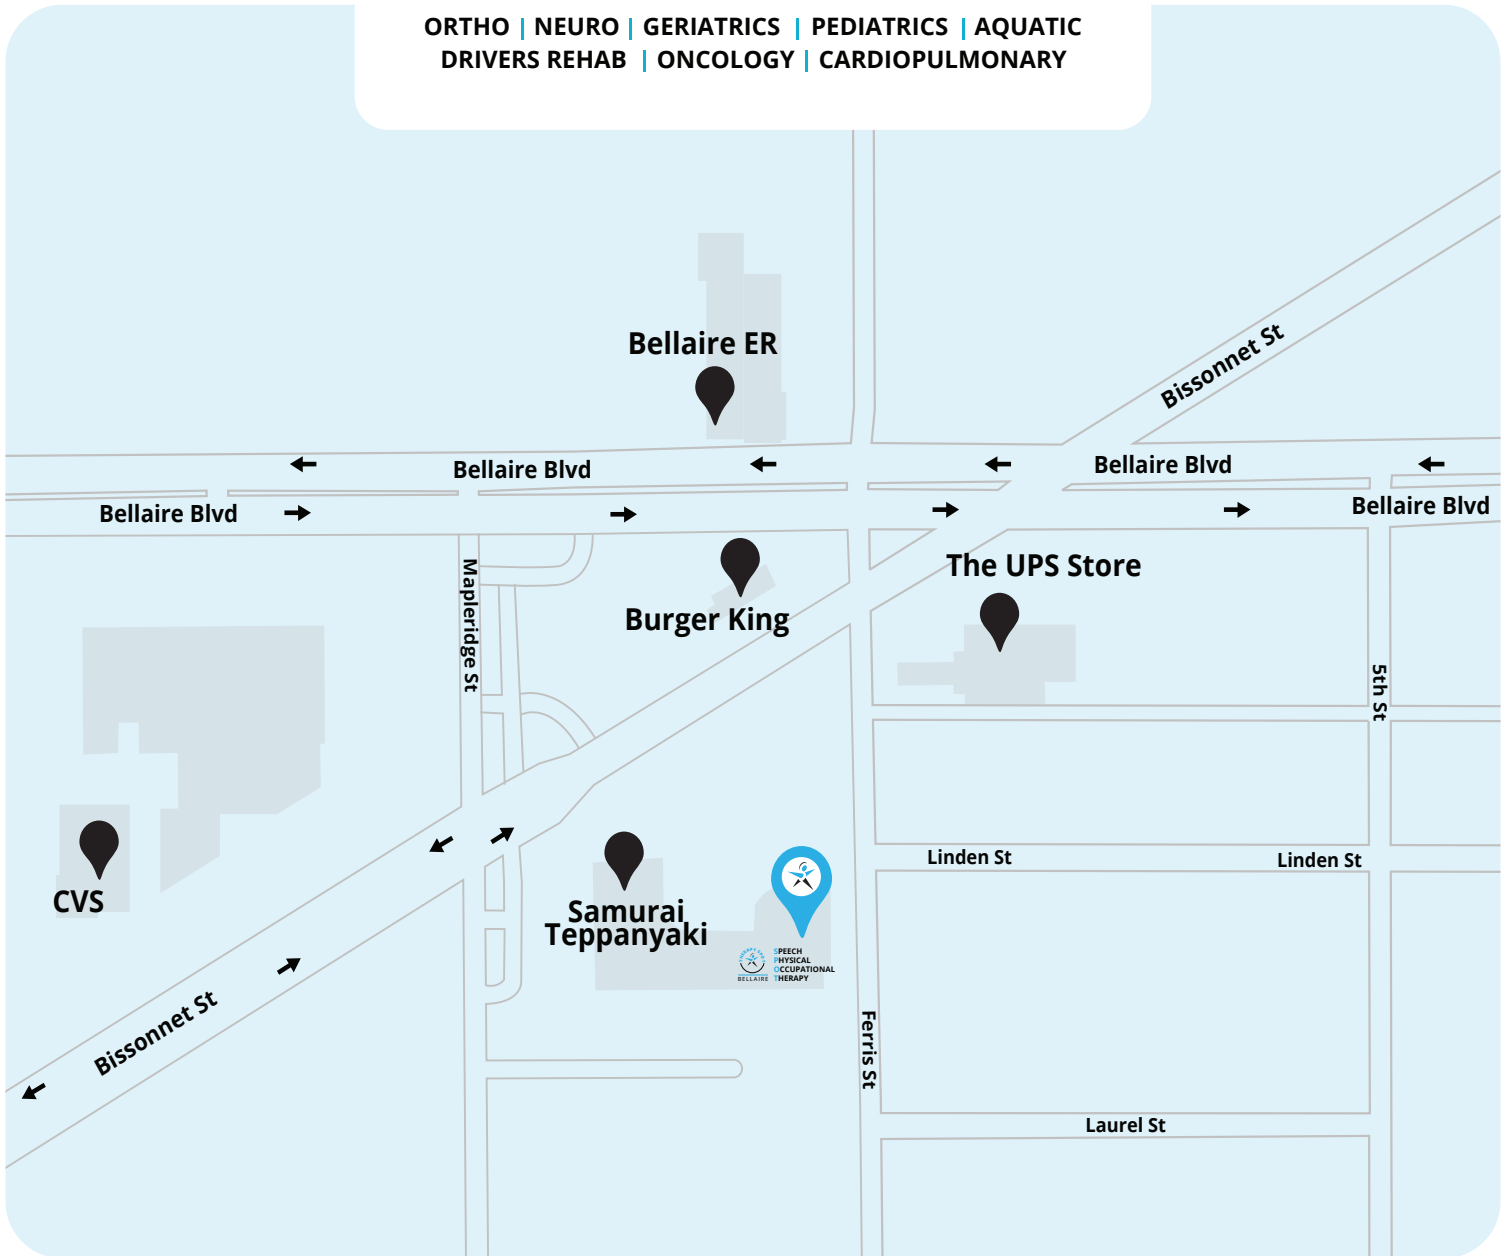 ORTHO | NEURO | GERIATRICS | PEDIATRICS | AQUATIC
DRIVERS REHAB | ONCOLOGY | CARDIOPULMONARY
Bissonnet St
Bellaire ER
Bellaire Blvd
Bellaire Blvd
Bellaire Blvd
Bellaire Blvd
Mapleridge St
The UPS Store
Burger King
5th St
Linden St
Linden St
CVS
Samurai
Teppanyaki
THERAPY SPOT
BELLAIRE
SPEECH
PHYSICAL
OCCUPATIONAL
THERAPY
Bissonnet St
Ferris St
Laurel St